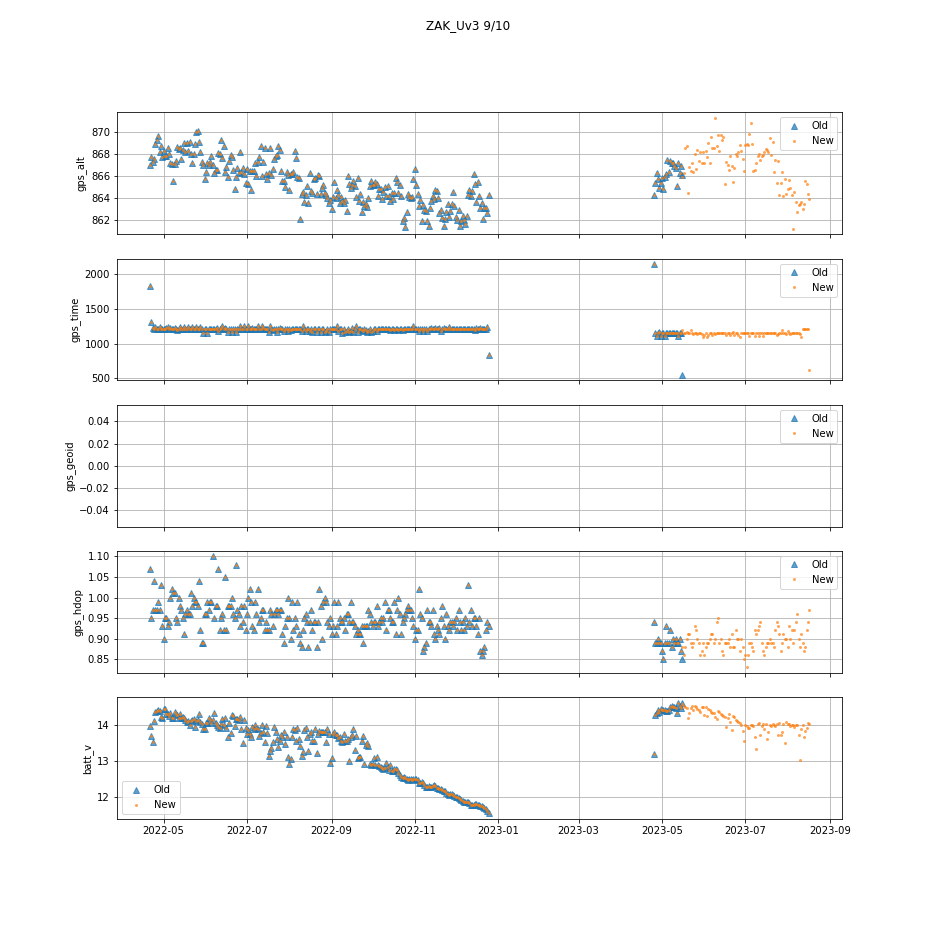 ZAK_Uv3 9/10
870
868
866
864
862
gps_alt
Old
New
2000
1500
1000
500
gps_time
Old
New
0.04
0.02
0.00
−0.02
−0.04
gps_geoid
Old
New
1.10
1.05
1.00
0.95
0.90
0.85
gps_hdop
Old
New
14
13
12
batt_v
Old
New
2022-05 2022-07 2022-09 2022-11 2023-01 2023-03 2023-05 2023-07 2023-09